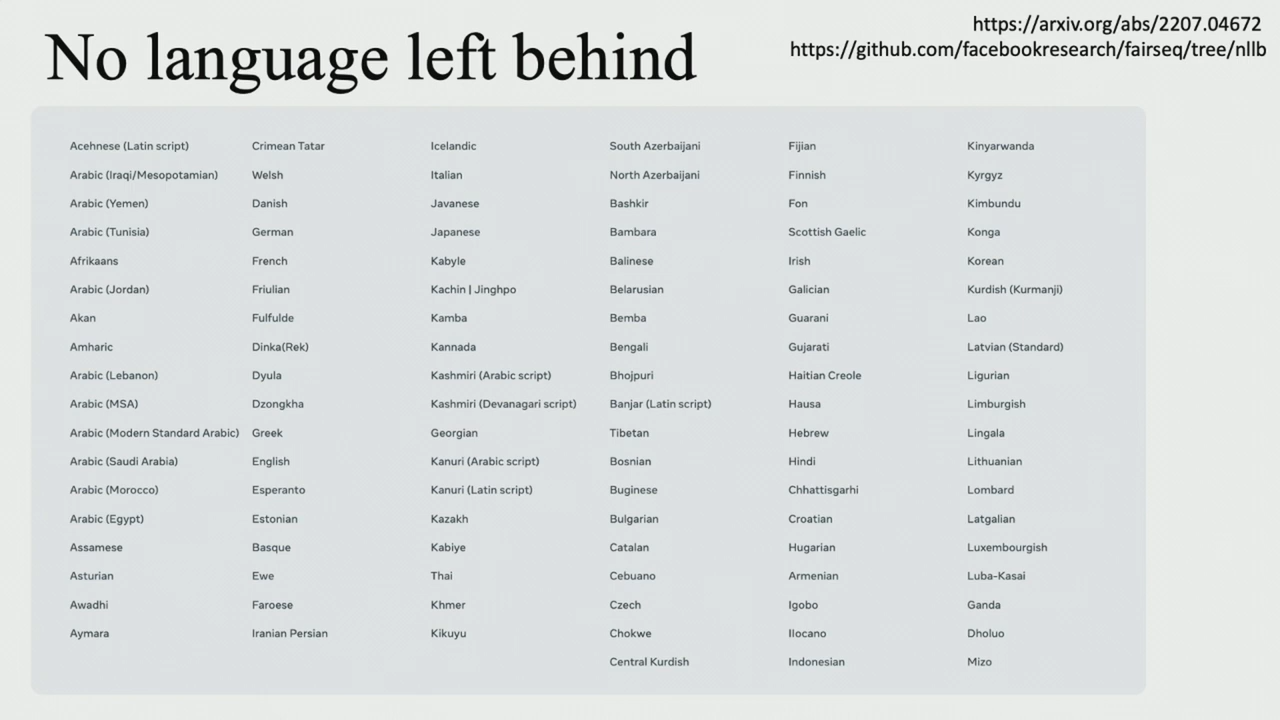 No language left behind
https://arxiv.org/abs/2207.04672
https://github.com/facebookresearch/fairseq/tree/nllb
Acehnese (Latin script)
Arabic (Iraqi/Mesopotamian)
Arabic (Yemen)
Arabic (Tunisia)
Afrikaans
Arabic (Jordan)
Akan
Amharic
Arabic (Lebanon)
Arabic (MSA)
Arabic (Modern Standard Arabic)
Arabic (Saudi Arabia)
Arabic (Morocco)
Arabic (Egypt)
Assamese
Asturian
Awadhi
Aymara
Crimean Tatar
Welsh
Danish
German
French
Friulian
Fulfulde
Dinka(Rek)
Dyula
Dzongkha
Greek
English
Esperanto
Estonian
Basque
Ewe
Faroese
Iranian Persian
Icelandic
Italian
Javanese
Japanese
Kabyle
Kachin | Jinghpo
Kamba
Kannada
Kashmiri (Arabic script)
Kashmiri (Devanagari script)
Georgian
Kanuri (Arabic script)
Kanuri (Latin script)
Kazakh
Kabiye
Thai
Khmer
Kikuyu
South Azerbaijani
North Azerbaijani
Bashkir
Bambara
Balinese
Belarusian
Bemba
Bengali
Bhojpuri
Banjar (Latin script)
Tibetan
Bosnian
Buginese
Bulgarian
Catalan
Cebuano
Czech
Chokwe
Central Kurdish
Fijian
Finnish
Fon
Scottish Gaelic
Irish
Galician
Guarani
Gujarati
Haitian Creole
Hausa
Hebrew
Hindi
Chhattisgarhi
Croatian
Hugarian
Armenian
Igobo
Ilocano
Indonesian
Kinyarwanda
Kyrgyz
Kimbundu
Konga
Korean
Kurdish (Kurmanji)
Lao
Latvian (Standard)
Ligurian
Limburgish
Lingala
Lithuanian
Lombard
Latgalian
Luxembourgish
Luba-Kasai
Ganda
Dholuo
Mizo